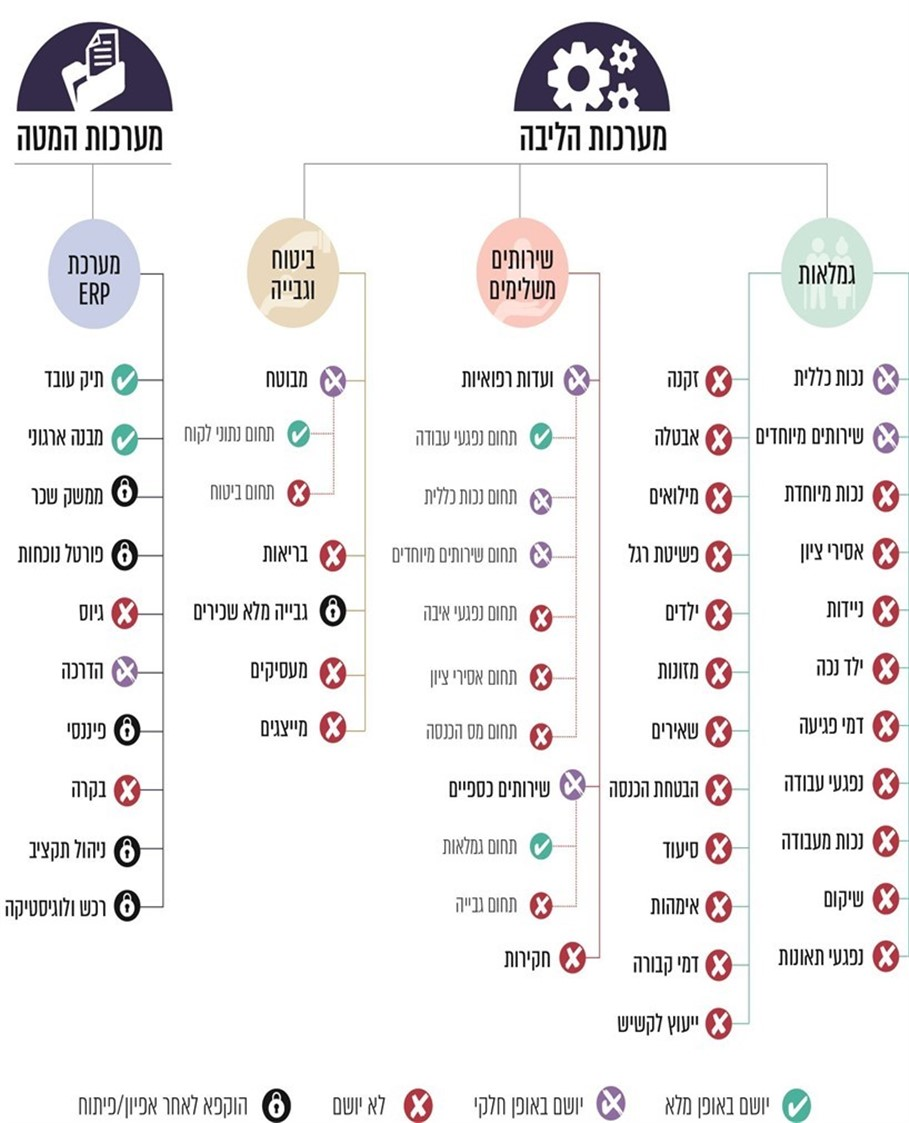 מערכות הליבה
גמלאות
נכות כללית
שירותים מיוחדים
נכות מיוחדת
אסירי ציון
ניידות
ילד נכה
דמי פגיעה
נפגעי עבודה
נכות מעבודה
שיקום
נפגעי תאונות
זקנה
אבטלה
מילואים
פשיטת רגל
ילדים
מזונות
שאירים
הבטחת הכנסה
סיעוד
אימהות
דמי קבורה
ייעוץ לקשיש
שירותים
משלימים
ועדות רפואיות
תחום נפגעי עבודה
תחום נכות כללית
תחום שירותים מיוחדים
תחום נפגעי איבה
תחום אסירי ציון
תחום מס הכנסה
שירותים כספיים
תחום גמלאות
תחום גבייה
חקירות
ביטוח
וגבייה
מבוטח
תחום נתוני לקוח
תחום ביטוח
בריאות
גבייה מלא שכירים
מעסיקים
מייצגים
מערכות המטה
מערכת
ERP
תיק עובד
מבנה ארגוני
ממשק שכר
פורטל נוכחות
גיוס
הדרכה
פיננסי
בקרה
ניהול תקציב
רכש ולוגיסטיקה
יושם באופן מלא
יושם באופן חלקי
לא יושם
הוקפא לאחר אפיון/פיתוח